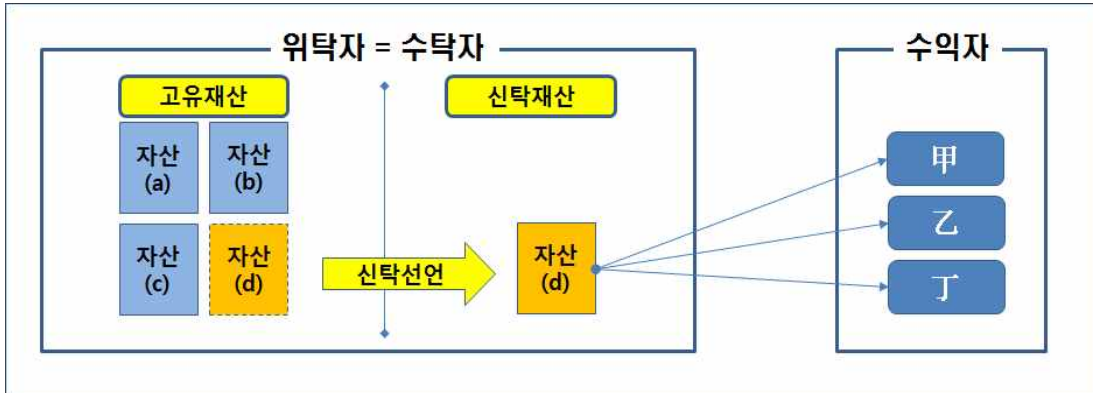 위탁자 = 수탁자
수익자
고유재산
신탁재산
자산
(a)
자산
(b)
자산
(c)
자산
(d)
신탁선언
자산
(d)
甲
乙
丁